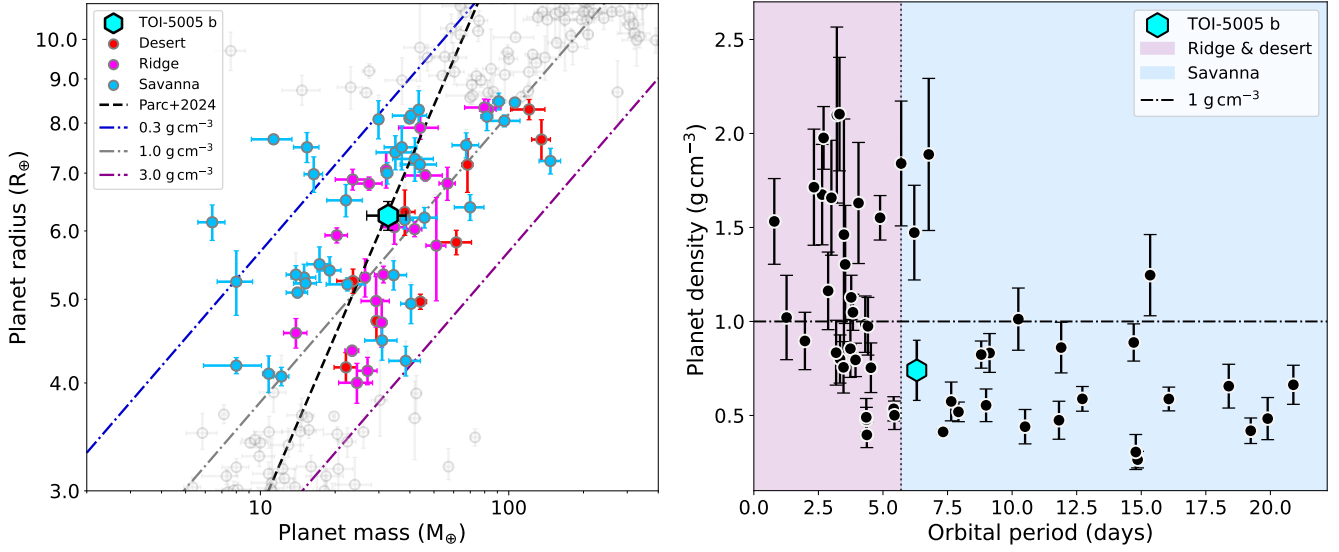 10.0
9.0
8.0
7.0
6.0
5.0
4.0
3.0
Planet radius (R⊕)
TOI-5005 b
Desert
Ridge
Savanna
Parc+2024
0.3 g cm⁻³
1.0 g cm⁻³
3.0 g cm⁻³
10
100
Planet mass (M⊕)
2.5
2.0
1.5
1.0
0.5
Planet density (g cm⁻³)
TOI-5005 b
Ridge & desert
Savanna
1 g cm⁻³
0.0
2.5
5.0
7.5
10.0
12.5
15.0
17.5
20.0
Orbital period (days)